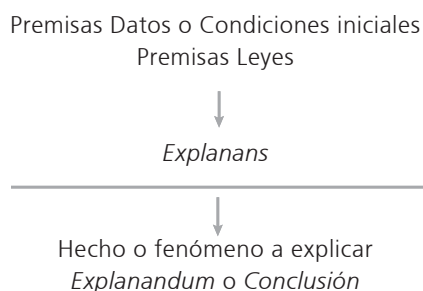 Premisas Datos o Condiciones iniciales
Premisas Leyes
Explanans
Hecho o fenómeno a explicar
Explanandum o Conclusión